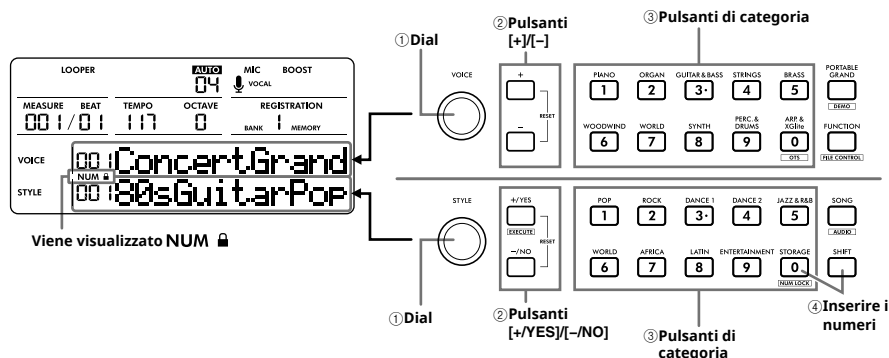 ③Pulsanti di categoria
②Pulsanti
[+]/[–]
①Dial
LOOPER
AUTO
04
MIC
VOCAL
BOOST
MEASURE
BEAT
001/01
TEMPO
117
OCTAVE
0
REGISTRATION
BANK
1
MEMORY
VOICE
001ConcertGrand
NUM
STYLE
00180sGuitarPop
Viene visualizzato NUM
VOICE
+
–
RESET
PIANO
1
ORGAN
2
GUITAR & BASS
3•
STRINGS
4
BRASS
5
PORTABLE
GRAND
DEMO
WOODWIND
6
WORLD
7
SYNTH
8
PERC. &
DRUMS
9
ARP. &
XGlite
0
OTS
FUNCTION
FILE CONTROL
STYLE
+/YES
EXECUTE
–/NO
RESET
POP
1
ROCK
2
DANCE 1
3•
DANCE 2
4
JAZZ & R&B
5
SONG
AUDIO
WORLD
6
AFRICA
7
LATIN
8
ENTERTAINMENT
9
STORAGE
0
NUM LOCK
SHIFT
①Dial
②Pulsanti
[+/YES]/[–/NO]
③Pulsanti di
categoria
④Inserire i
numeri